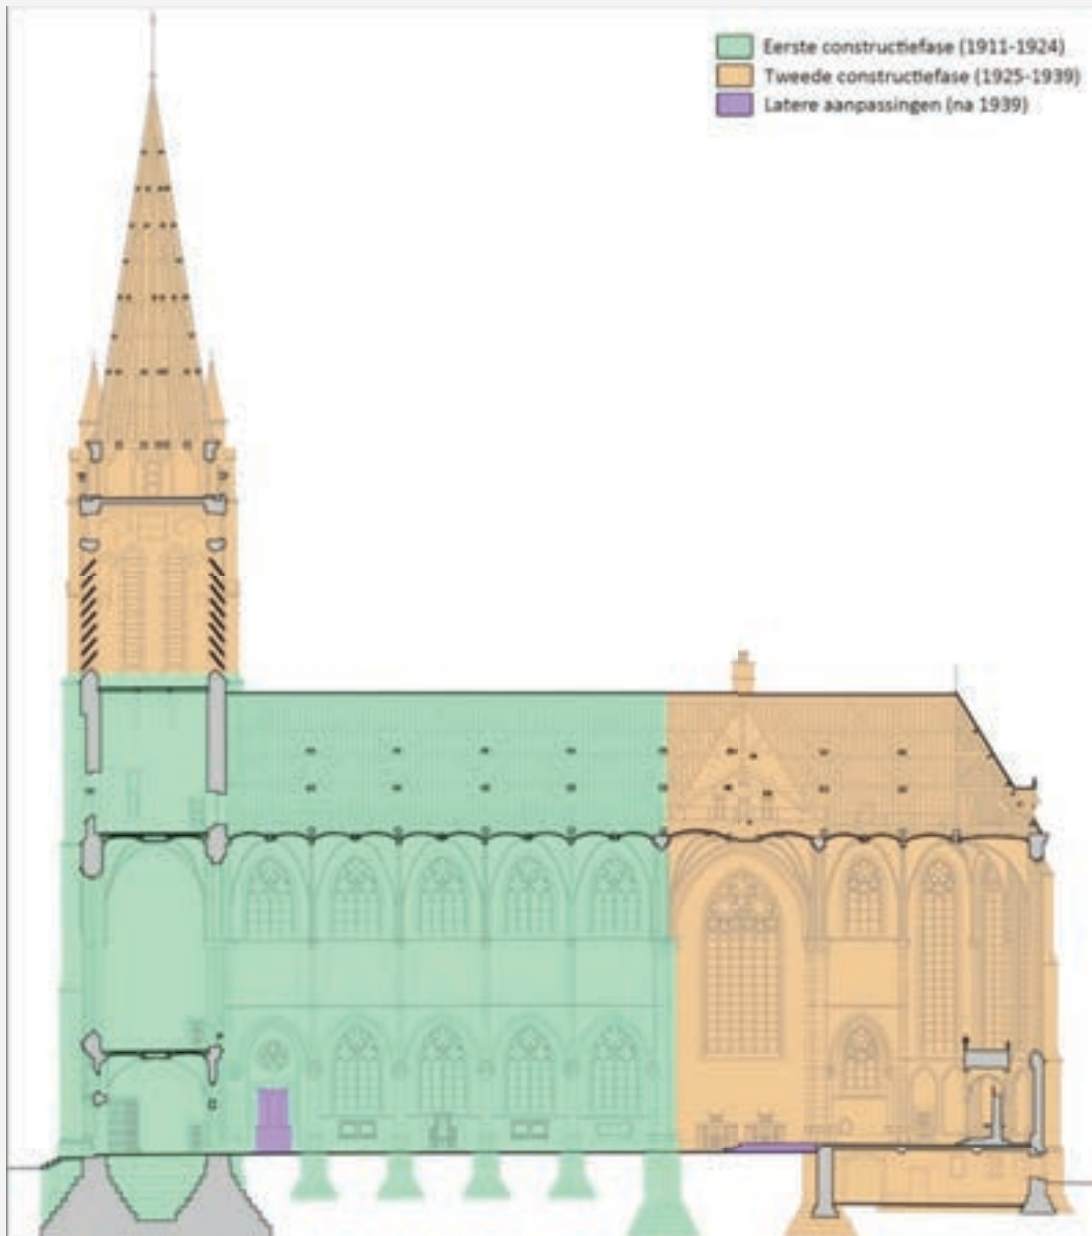 Eerste constructiefase (1911-1924)
Tweede constructiefase (1925-1939)
Latere aanpassingen (na 1939)